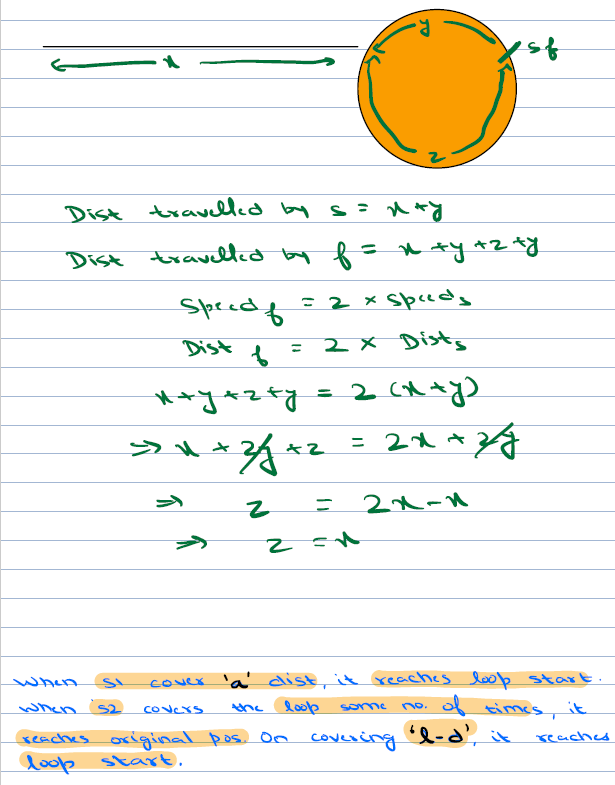 y
s f
x
z
Dist travelled by s = x+y
Dist travelled by f = x +y +z +y
Speed f = 2 x speeds
Dist f = 2 x Dists
x+y+z+y = 2 (x+y)
=> x + 2y +z = 2x + 2y
=> z = 2x-x
=> z = x
When s1 cover 'a' dist, it reaches loop start.
When s2 covers the loop some no. of times, it
reaches original pos. On covering 'l-d', it reaches
loop start.